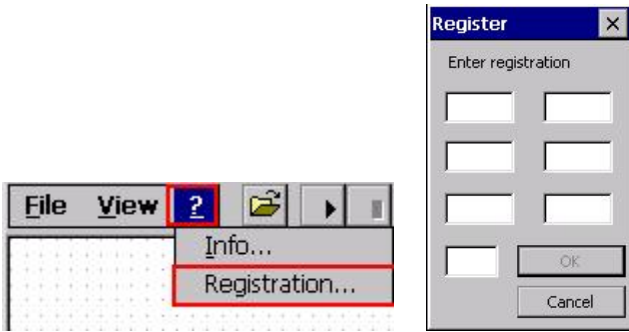 File View ?
Info...
Registration...
Register
Enter registration
OK
Cancel